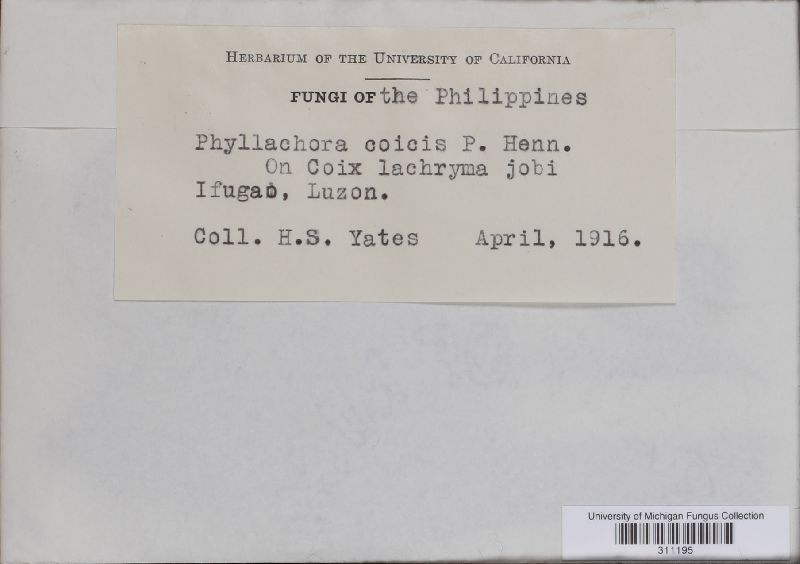 HERBARIUM OF THE UNIVERSITY OF CALIFORNIA
FUNGI OF the Philippines
Phyllachora coicis P. Henn.
On Coix lachryma jobi
Ifugao, Luzon.
Coll. H.S. Yates April, 1916.
University of Michigan Fungus Collection
311195